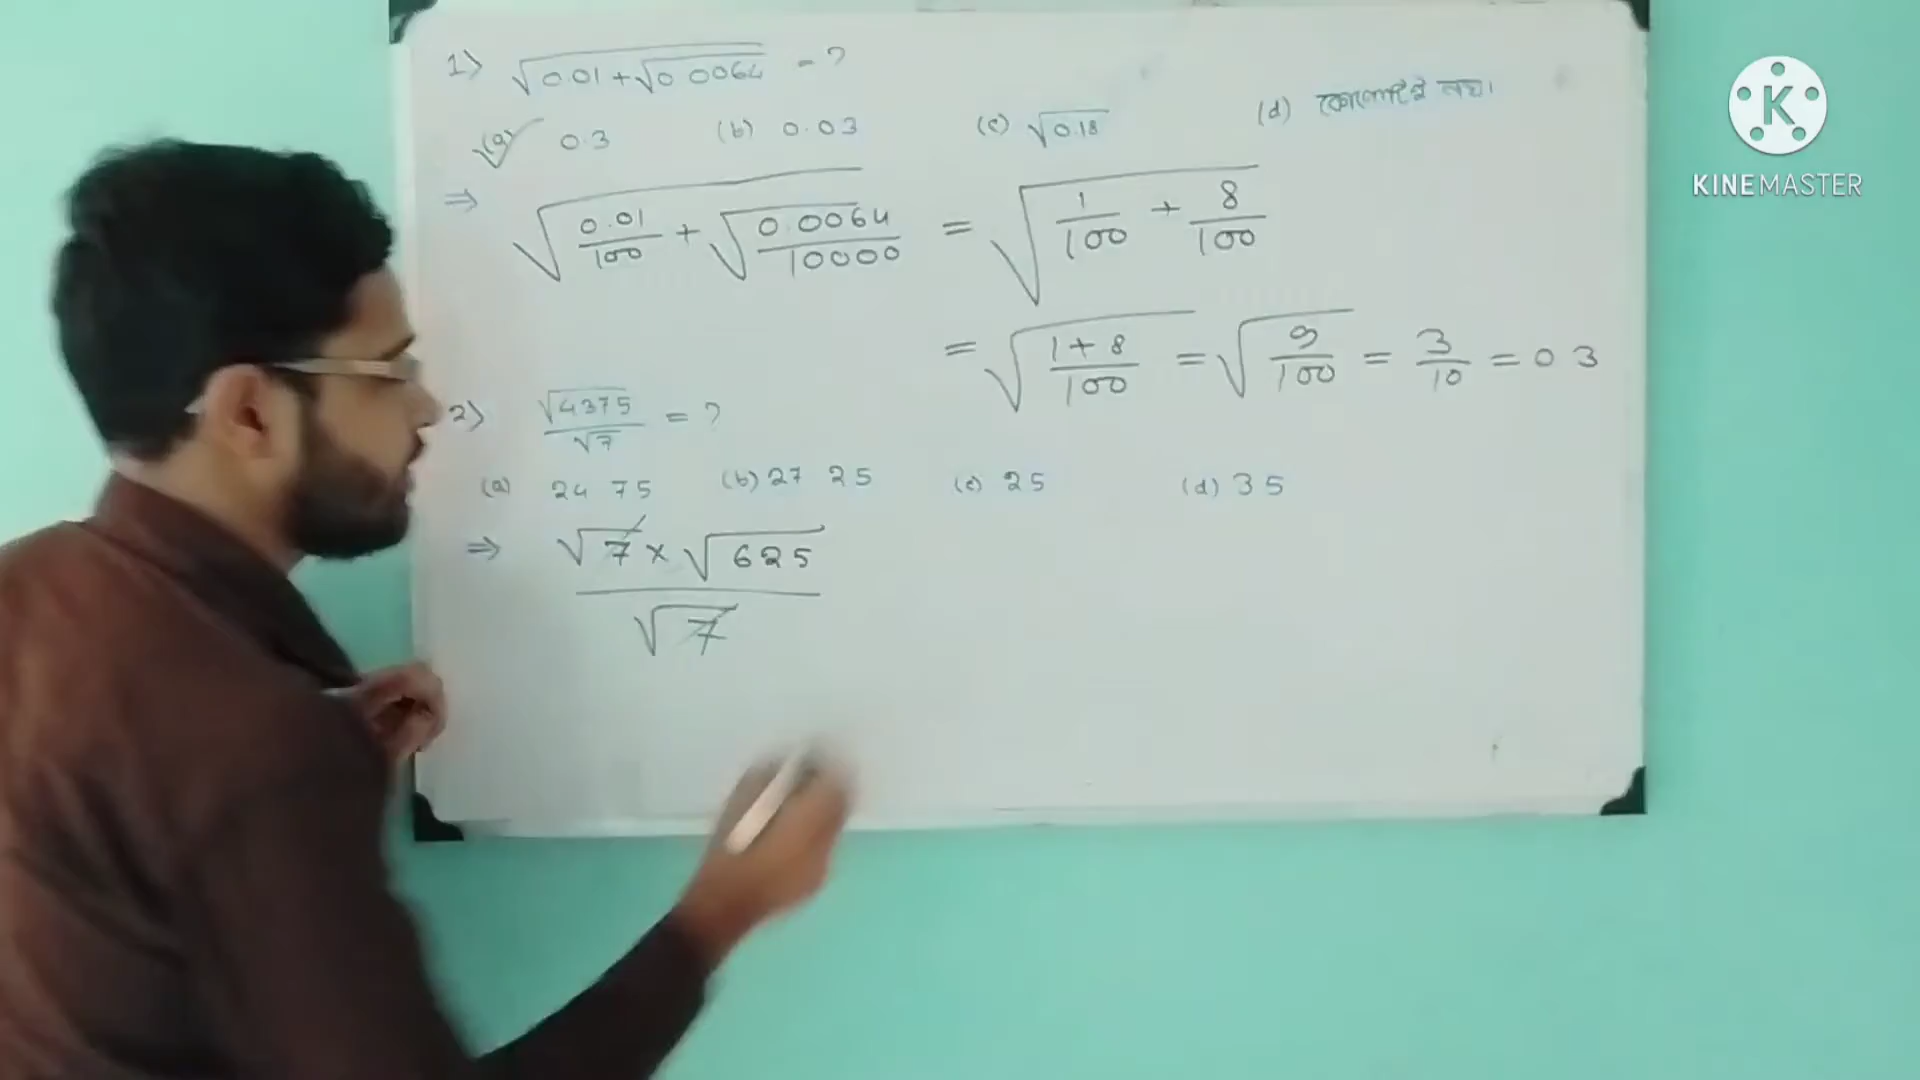 1) √(0.01 + √0.0064) = ?
(a) 0.3 (b) 0.03 (c) √0.18 (d) কোনোটিই নয়।
⇒ √(0.01/100 + √(0.0064/10000)) = √(1/100 + 8/100)
= √((1+8)/100) = √(9/100) = 3/10 = 0 3
2) √4375/√7 = ?
(a) 24 75 (b) 27 25 (c) 25 (d) 35
⇒ (√7 × √625)/√7
K
KINEMASTER